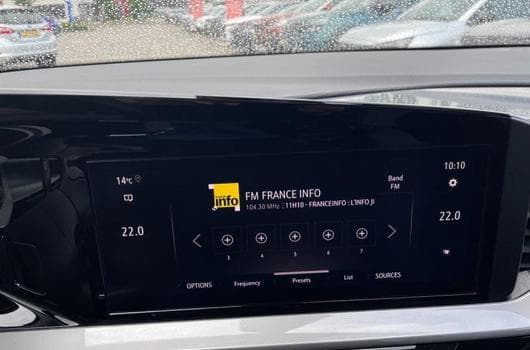 14°C
10:10
info
FM FRANCE INFO
Band
FM
104.30 MHz : 11H10 - FRANCEINFO : L'INFO JI
22.0
22.0
3 4 5 6 7
OPTIONS Frequency Presets List SOURCES